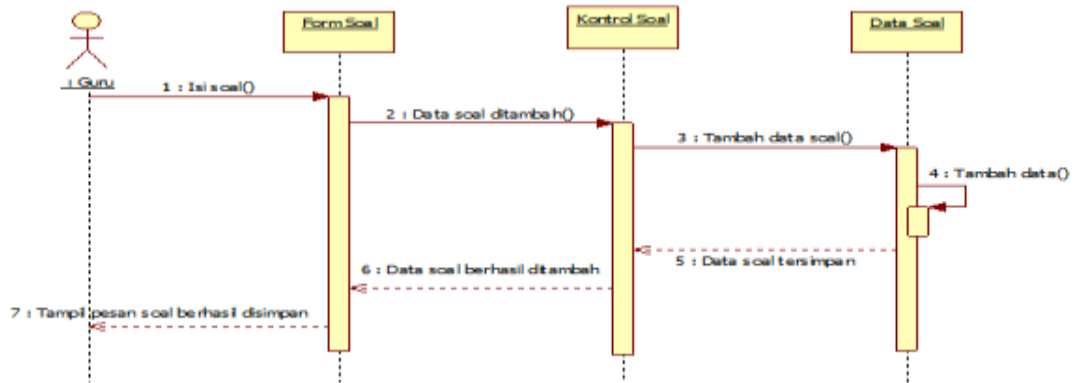 Form Soal
Kontrol Soal
Data Soal
: Guru
1 : Isi soal()
2 : Data soal ditambah()
3 : Tambah data soal()
4 : Tambah data()
5 : Data soal tersimpan
6 : Data soal berhasil ditambah
7 : Tampil pesan soal berhasil disimpan